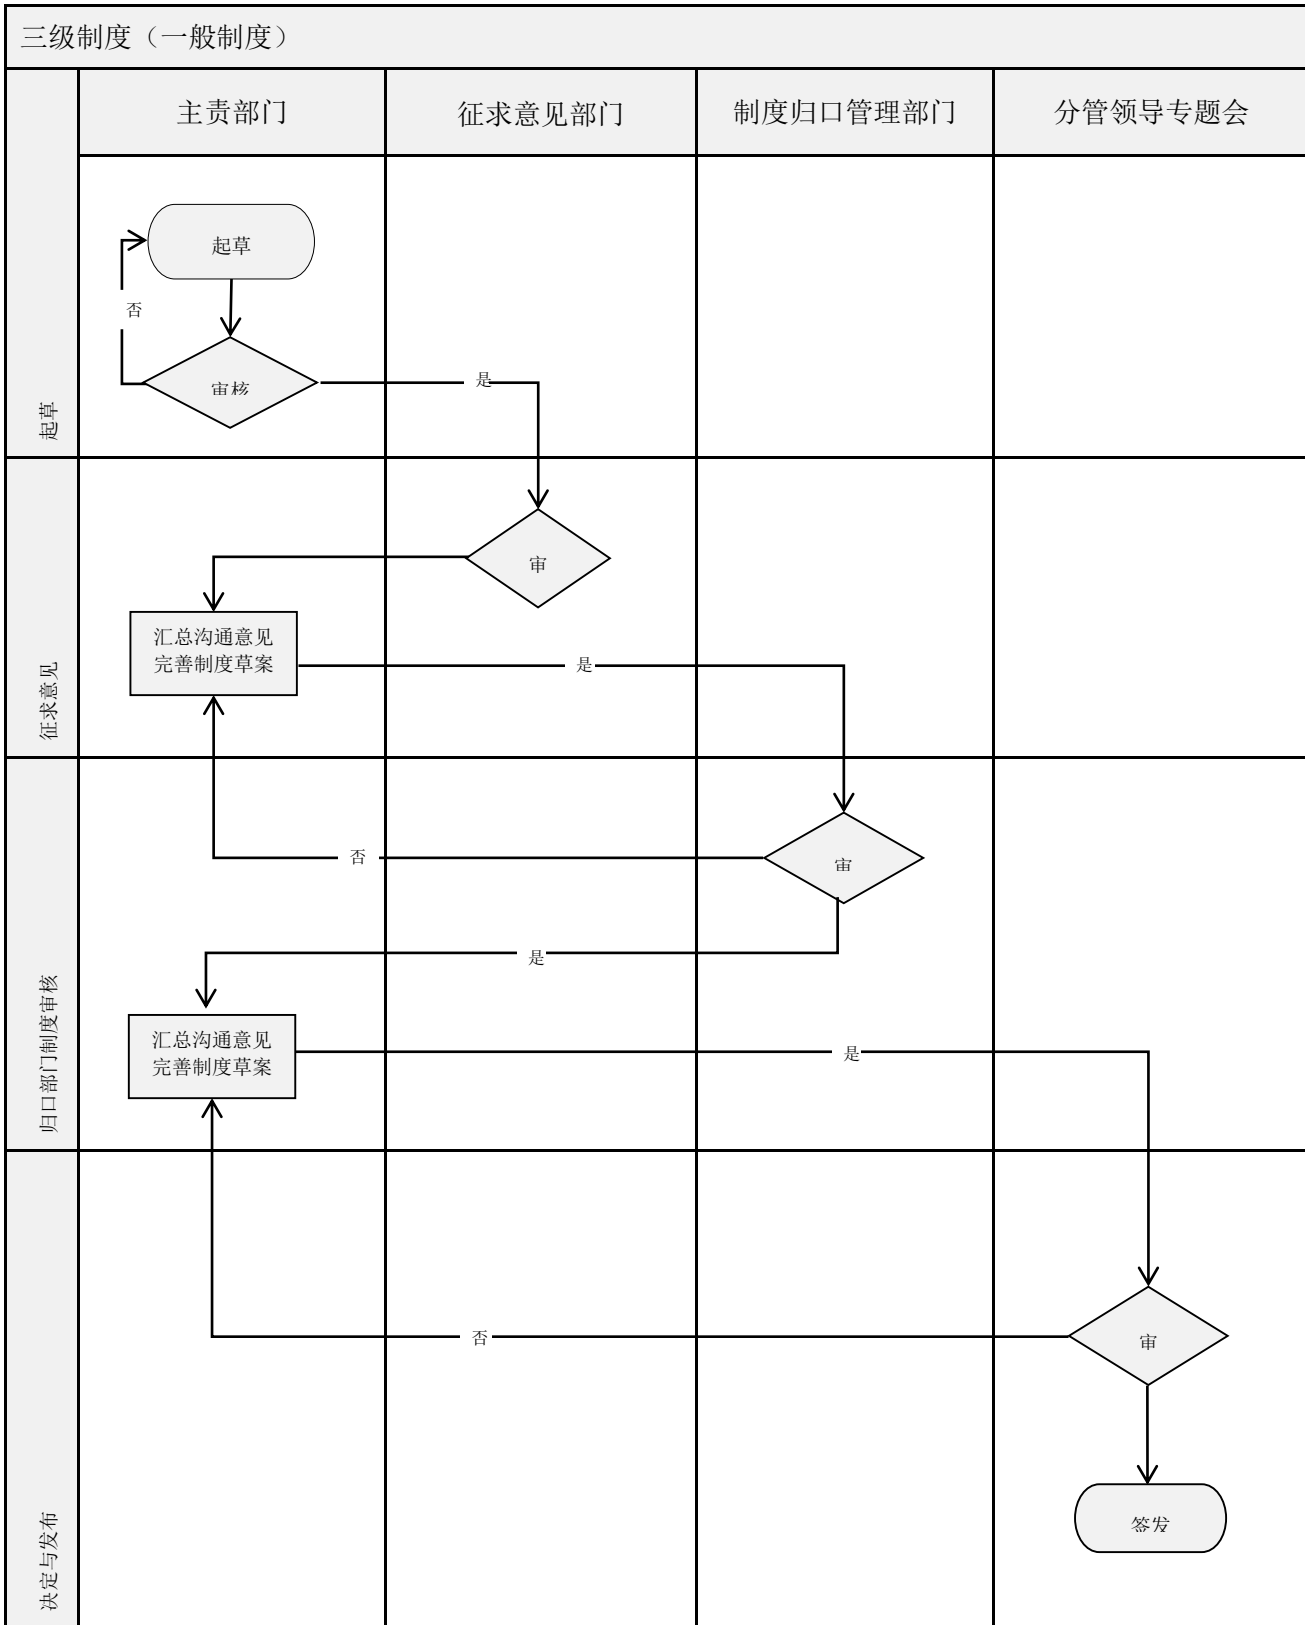 三级制度（一般制度）
主责部门
征求意见部门
制度归口管理部门
分管领导专题会
起草
否
审核
是
起草
审
汇总沟通意见
完善制度草案
是
征求意见
否
审
是
汇总沟通意见
完善制度草案
是
归口部门制度审核
否
审
签发
决定与发布